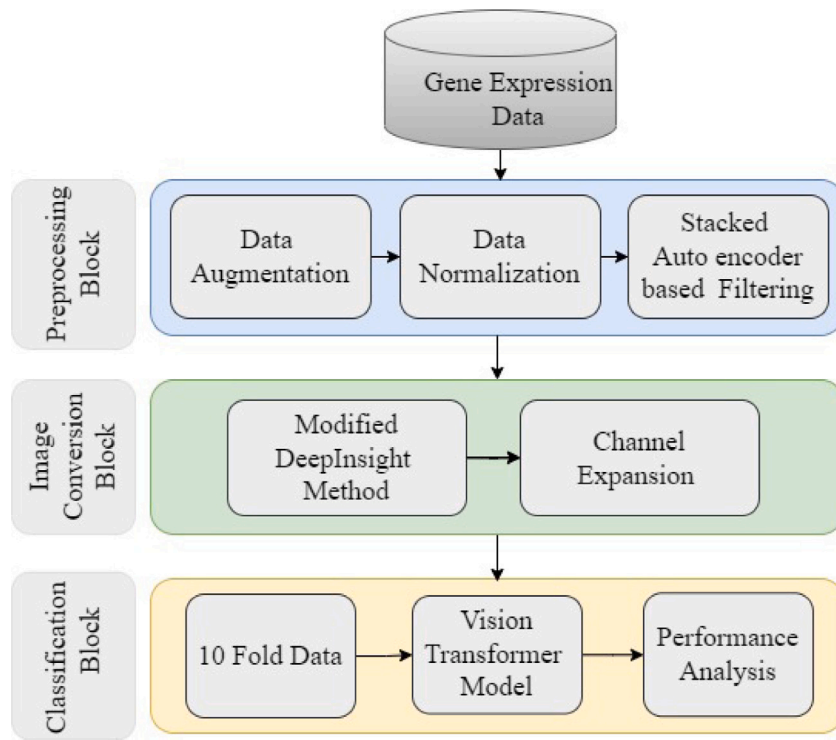 Gene Expression
Data
Preprocessing
Block
Data
Augmentation
Data
Normalization
Stacked
Auto encoder
based Filtering
Image
Conversion
Block
Modified
DeepInsight
Method
Channel
Expansion
Classification
Block
10 Fold Data
Vision
Transformer
Model
Performance
Analysis